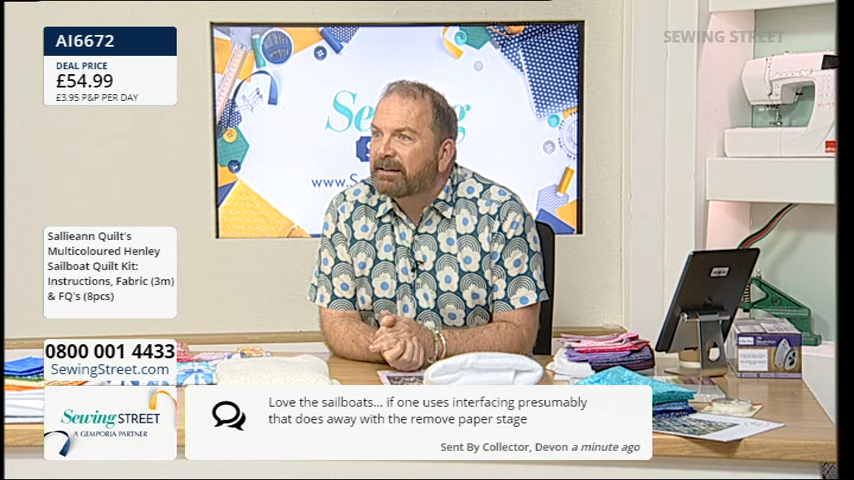 AI6672
DEAL PRICE
£54.99
£3.95 P&P PER DAY
SEWING STREET
Sewing
www.S
Sallieann Quilt's
Multicoloured Henley
Sailboat Quilt Kit:
Instructions, Fabric (3m)
& FQ's (8pcs)
0800 001 4433
SewingStreet.com
Sewing STREET
A GEMPORIA PARTNER
Love the sailboats... if one uses interfacing presumably
that does away with the remove paper stage
Sent By Collector, Devon a minute ago